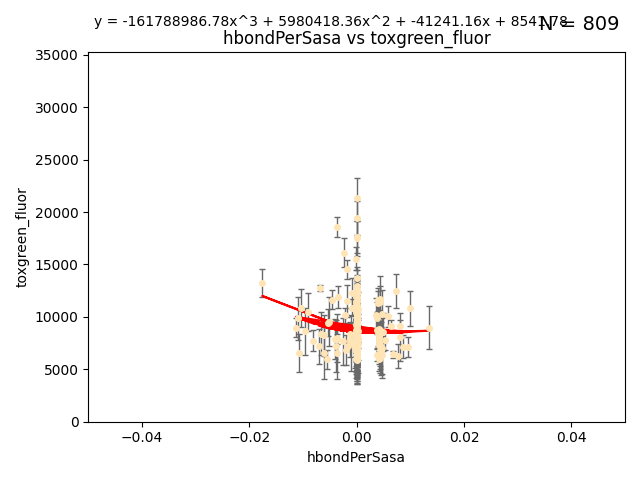 y = -161788986.78x^3 + 5980418.36x^2 + -41241.16x + 8541.78
N = 809
hbondPerSasa vs toxgreen_fluor
35000
30000
25000
20000
15000
10000
5000
0
toxgreen_fluor
−0.04
−0.02
0.00
0.02
0.04
hbondPerSasa